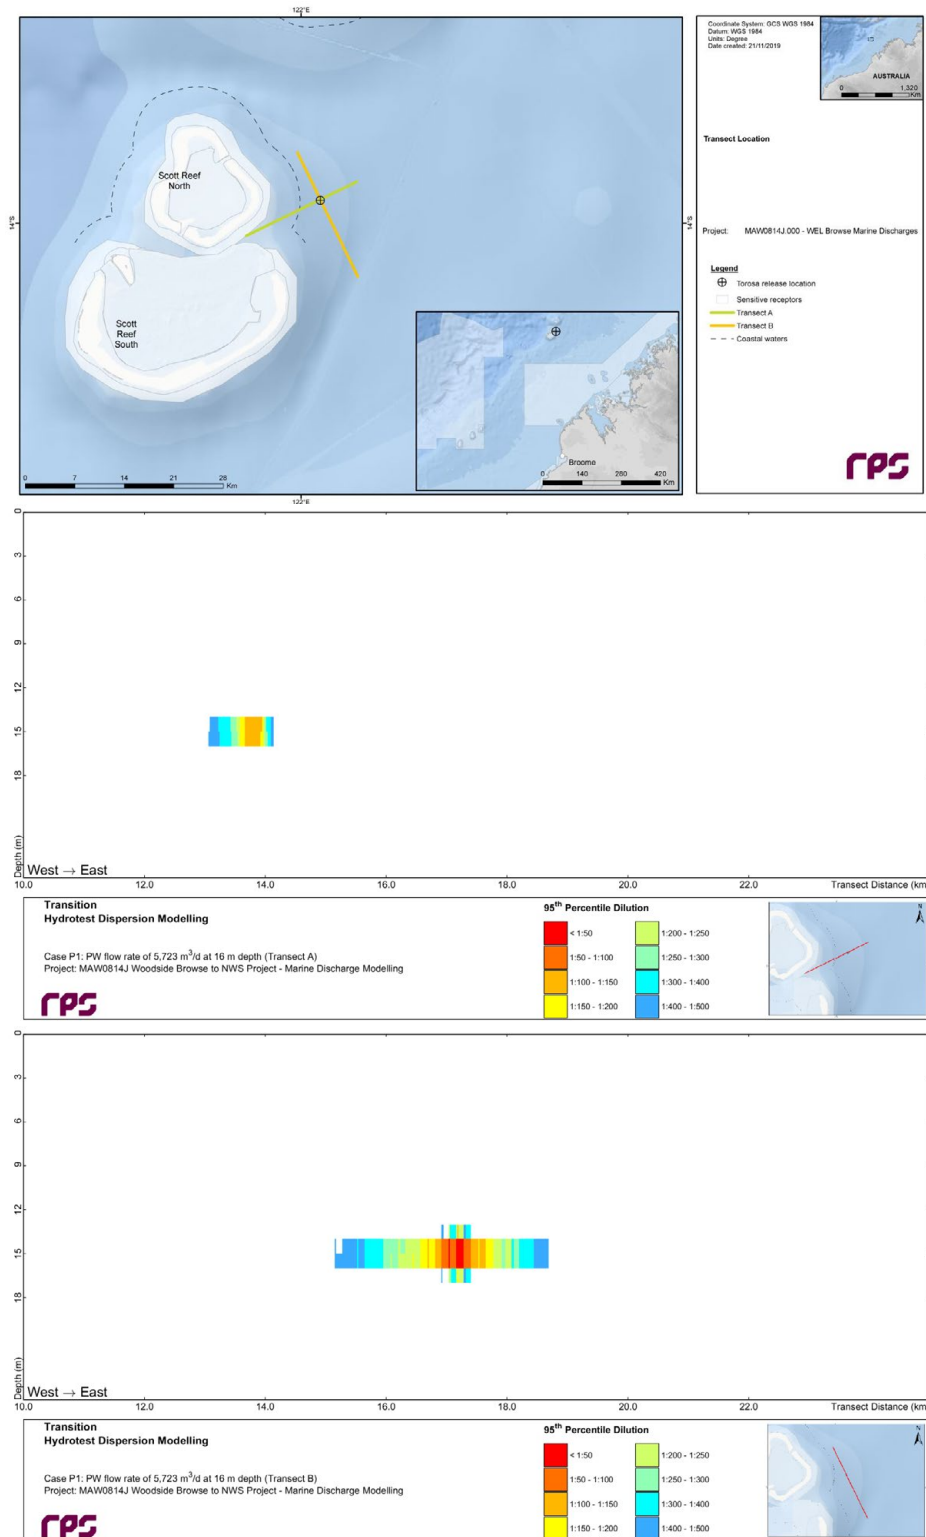 122°E
Scott Reef
North
14°S
14°S
Scott
Reef
South
Broome
0 140 280 420
Km
0 7 14 21 28
Km
122°E
Coordinate System: GCS WGS 1984
Datum: WGS 1984
Units: Degree
Date created: 21/11/2019
AUSTRALIA
0 1,320
Km
Transect Location
Project: MAW0814J.000 - WEL Browse Marine Discharges
Legend
Torosa release location
Sensitive receptors
Transect A
Transect B
Coastal waters
rps
0
3
6
9
12
15
18
Depth (m)
West → East
10.0 12.0 14.0 16.0 18.0 20.0 22.0 Transect Distance (km
Transition
Hydrotest Dispersion Modelling
Case P1: PW flow rate of 5,723 m³/d at 16 m depth (Transect A)
Project: MAW0814J Woodside Browse to NWS Project - Marine Discharge Modelling
rps
95th Percentile Dilution
< 1:50 1:200 - 1:250
1:50 - 1:100 1:250 - 1:300
1:100 - 1:150 1:300 - 1:400
1:150 - 1:200 1:400 - 1:500
N
0
3
6
9
12
15
18
Depth (m)
West → East
10.0 12.0 14.0 16.0 18.0 20.0 22.0 Transect Distance (km
Transition
Hydrotest Dispersion Modelling
Case P1: PW flow rate of 5,723 m³/d at 16 m depth (Transect B)
Project: MAW0814J Woodside Browse to NWS Project - Marine Discharge Modelling
rps
95th Percentile Dilution
< 1:50 1:200 - 1:250
1:50 - 1:100 1:250 - 1:300
1:100 - 1:150 1:300 - 1:400
1:150 - 1:200 1:400 - 1:500
N